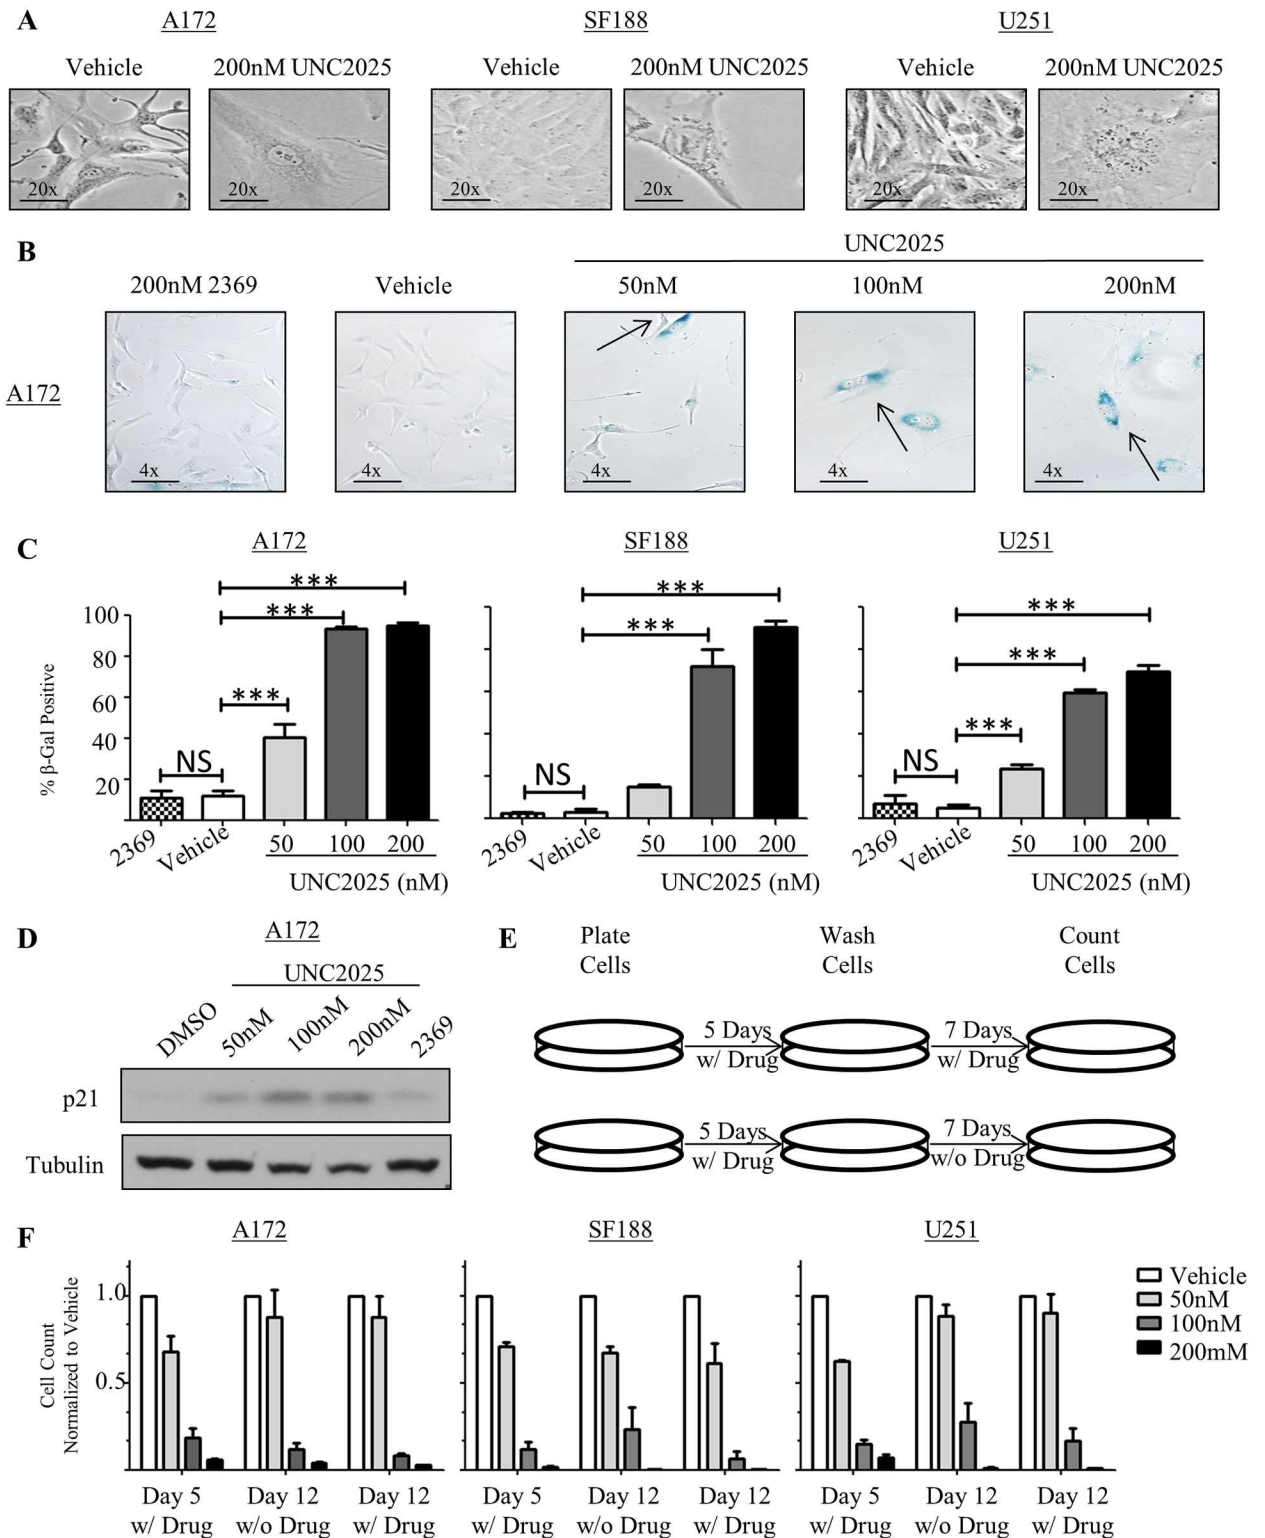 A
A172
SF188
U251
Vehicle
200nM UNC2025
Vehicle
200nM UNC2025
Vehicle
200nM UNC2025
20x
20x
20x
20x
20x
20x
B
UNC2025
200nM 2369
Vehicle
50nM
100nM
200nM
A172
4x
4x
4x
4x
4x
C
A172
SF188
U251
% β-Gal Positive
100
80
60
40
20
NS
***
***
***
2369
Vehicle
50
100
200
UNC2025 (nM)
NS
***
***
2369
Vehicle
50
100
200
UNC2025 (nM)
NS
***
***
***
2369
Vehicle
50
100
200
UNC2025 (nM)
D
A172
UNC2025
DMSO
50nM
100nM
200nM
2369
p21
Tubulin
E
Plate
Cells
Wash
Cells
Count
Cells
5 Days
w/ Drug
7 Days
w/ Drug
5 Days
w/ Drug
7 Days
w/o Drug
F
A172
SF188
U251
Cell Count
Normalized to Vehicle
1.0
0.5
Day 5
w/ Drug
Day 12
w/o Drug
Day 12
w/ Drug
Day 5
w/ Drug
Day 12
w/o Drug
Day 12
w/ Drug
Day 5
w/ Drug
Day 12
w/o Drug
Day 12
w/ Drug
Vehicle
50nM
100nM
200mM